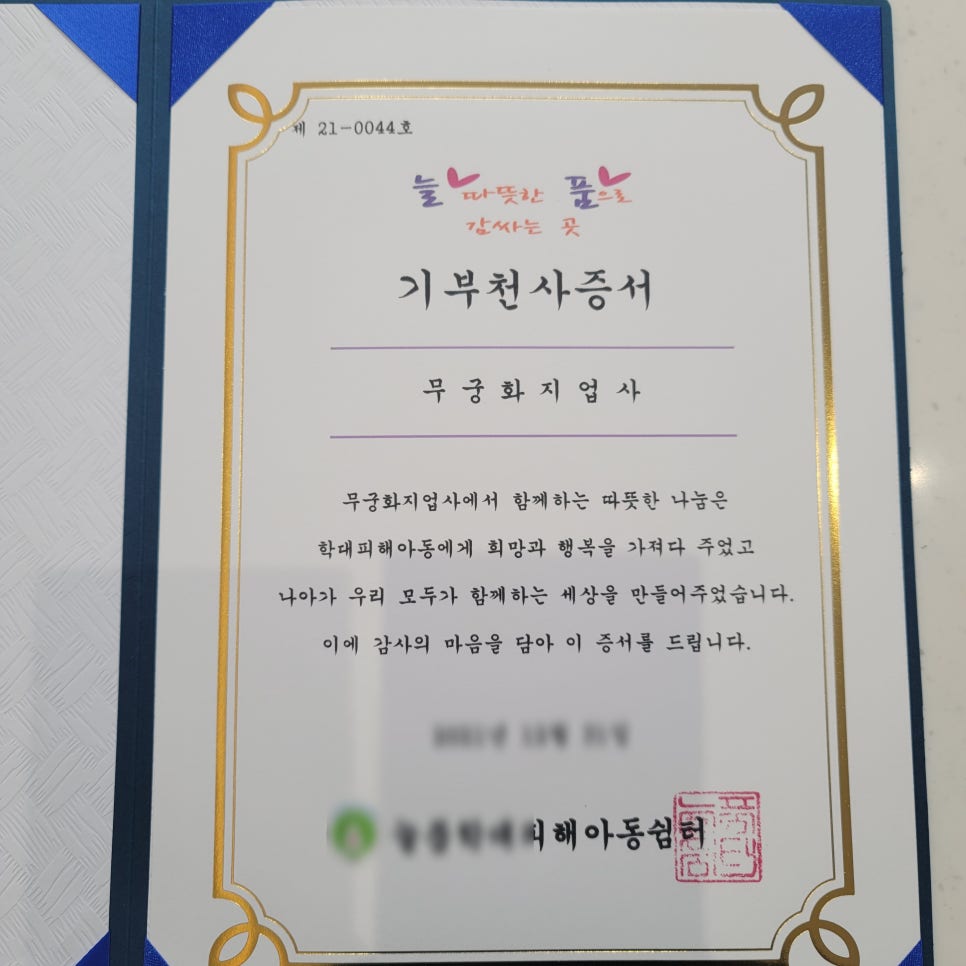 제 21-0044호
늘 따뜻한 품으로
감싸는 곳
기부천사증서
무궁화지업사
무궁화지업사에서 함께하는 따뜻한 나눔은
학대피해아동에게 희망과 행복을 가져다 주었고
나아가 우리 모두가 함께하는 세상을 만들어주었습니다.
이에 감사의 마음을 담아 이 증서를 드립니다.
피해아동쉼터